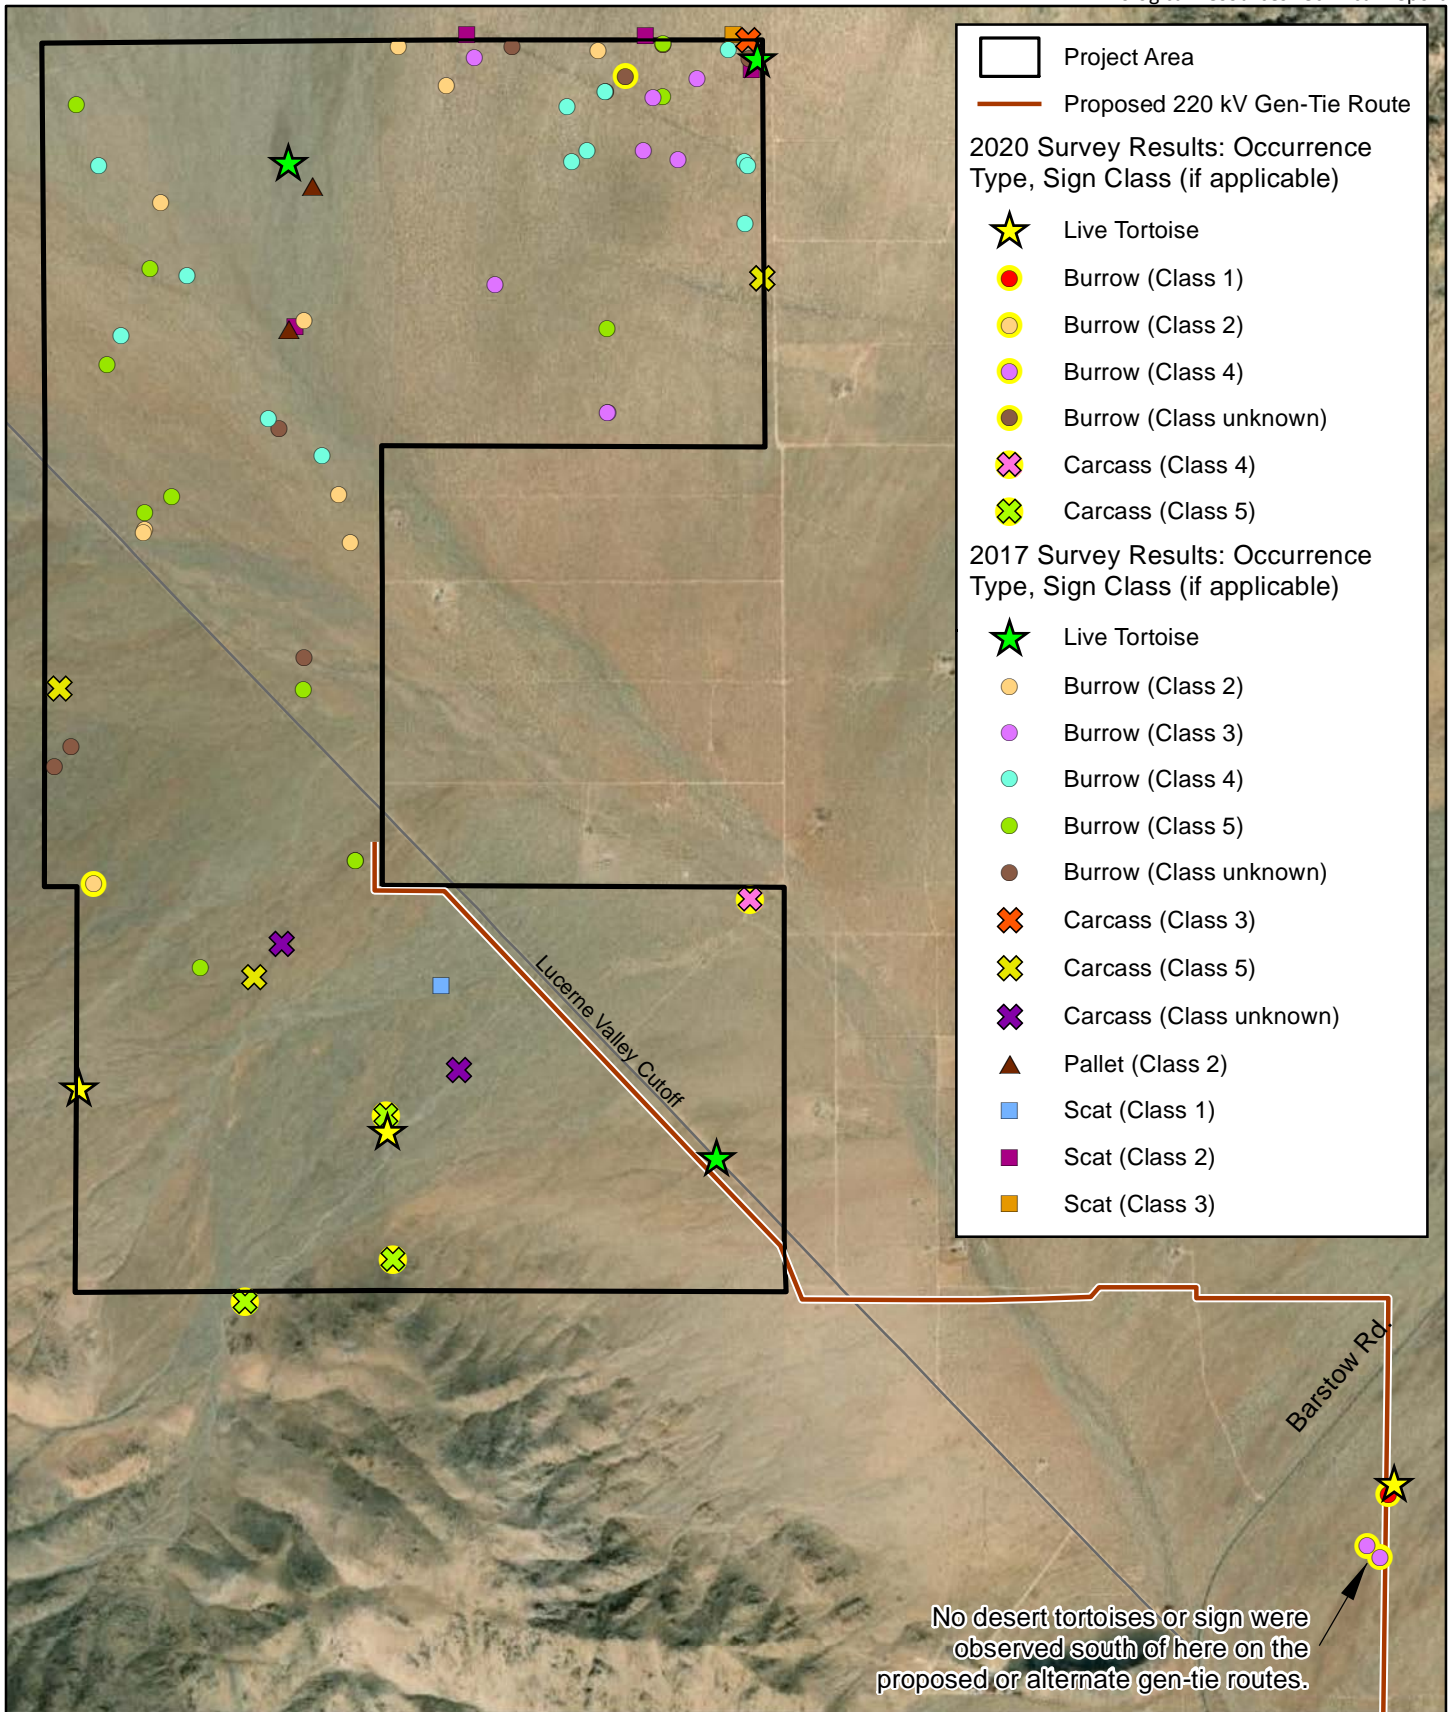 Project Area
Proposed 220 kV Gen-Tie Route
2020 Survey Results: Occurrence
Type, Sign Class (if applicable)
Live Tortoise
Burrow (Class 1)
Burrow (Class 2)
Burrow (Class 4)
Burrow (Class unknown)
Carcass (Class 4)
Carcass (Class 5)
2017 Survey Results: Occurrence
Type, Sign Class (if applicable)
Live Tortoise
Burrow (Class 2)
Burrow (Class 3)
Burrow (Class 4)
Burrow (Class 5)
Burrow (Class unknown)
Carcass (Class 3)
Carcass (Class 5)
Carcass (Class unknown)
Pallet (Class 2)
Scat (Class 1)
Scat (Class 2)
Scat (Class 3)
Lucerne Valley Cutoff
Barstow Rd.
No desert tortoises or sign were
observed south of here on the
proposed or alternate gen-tie routes.